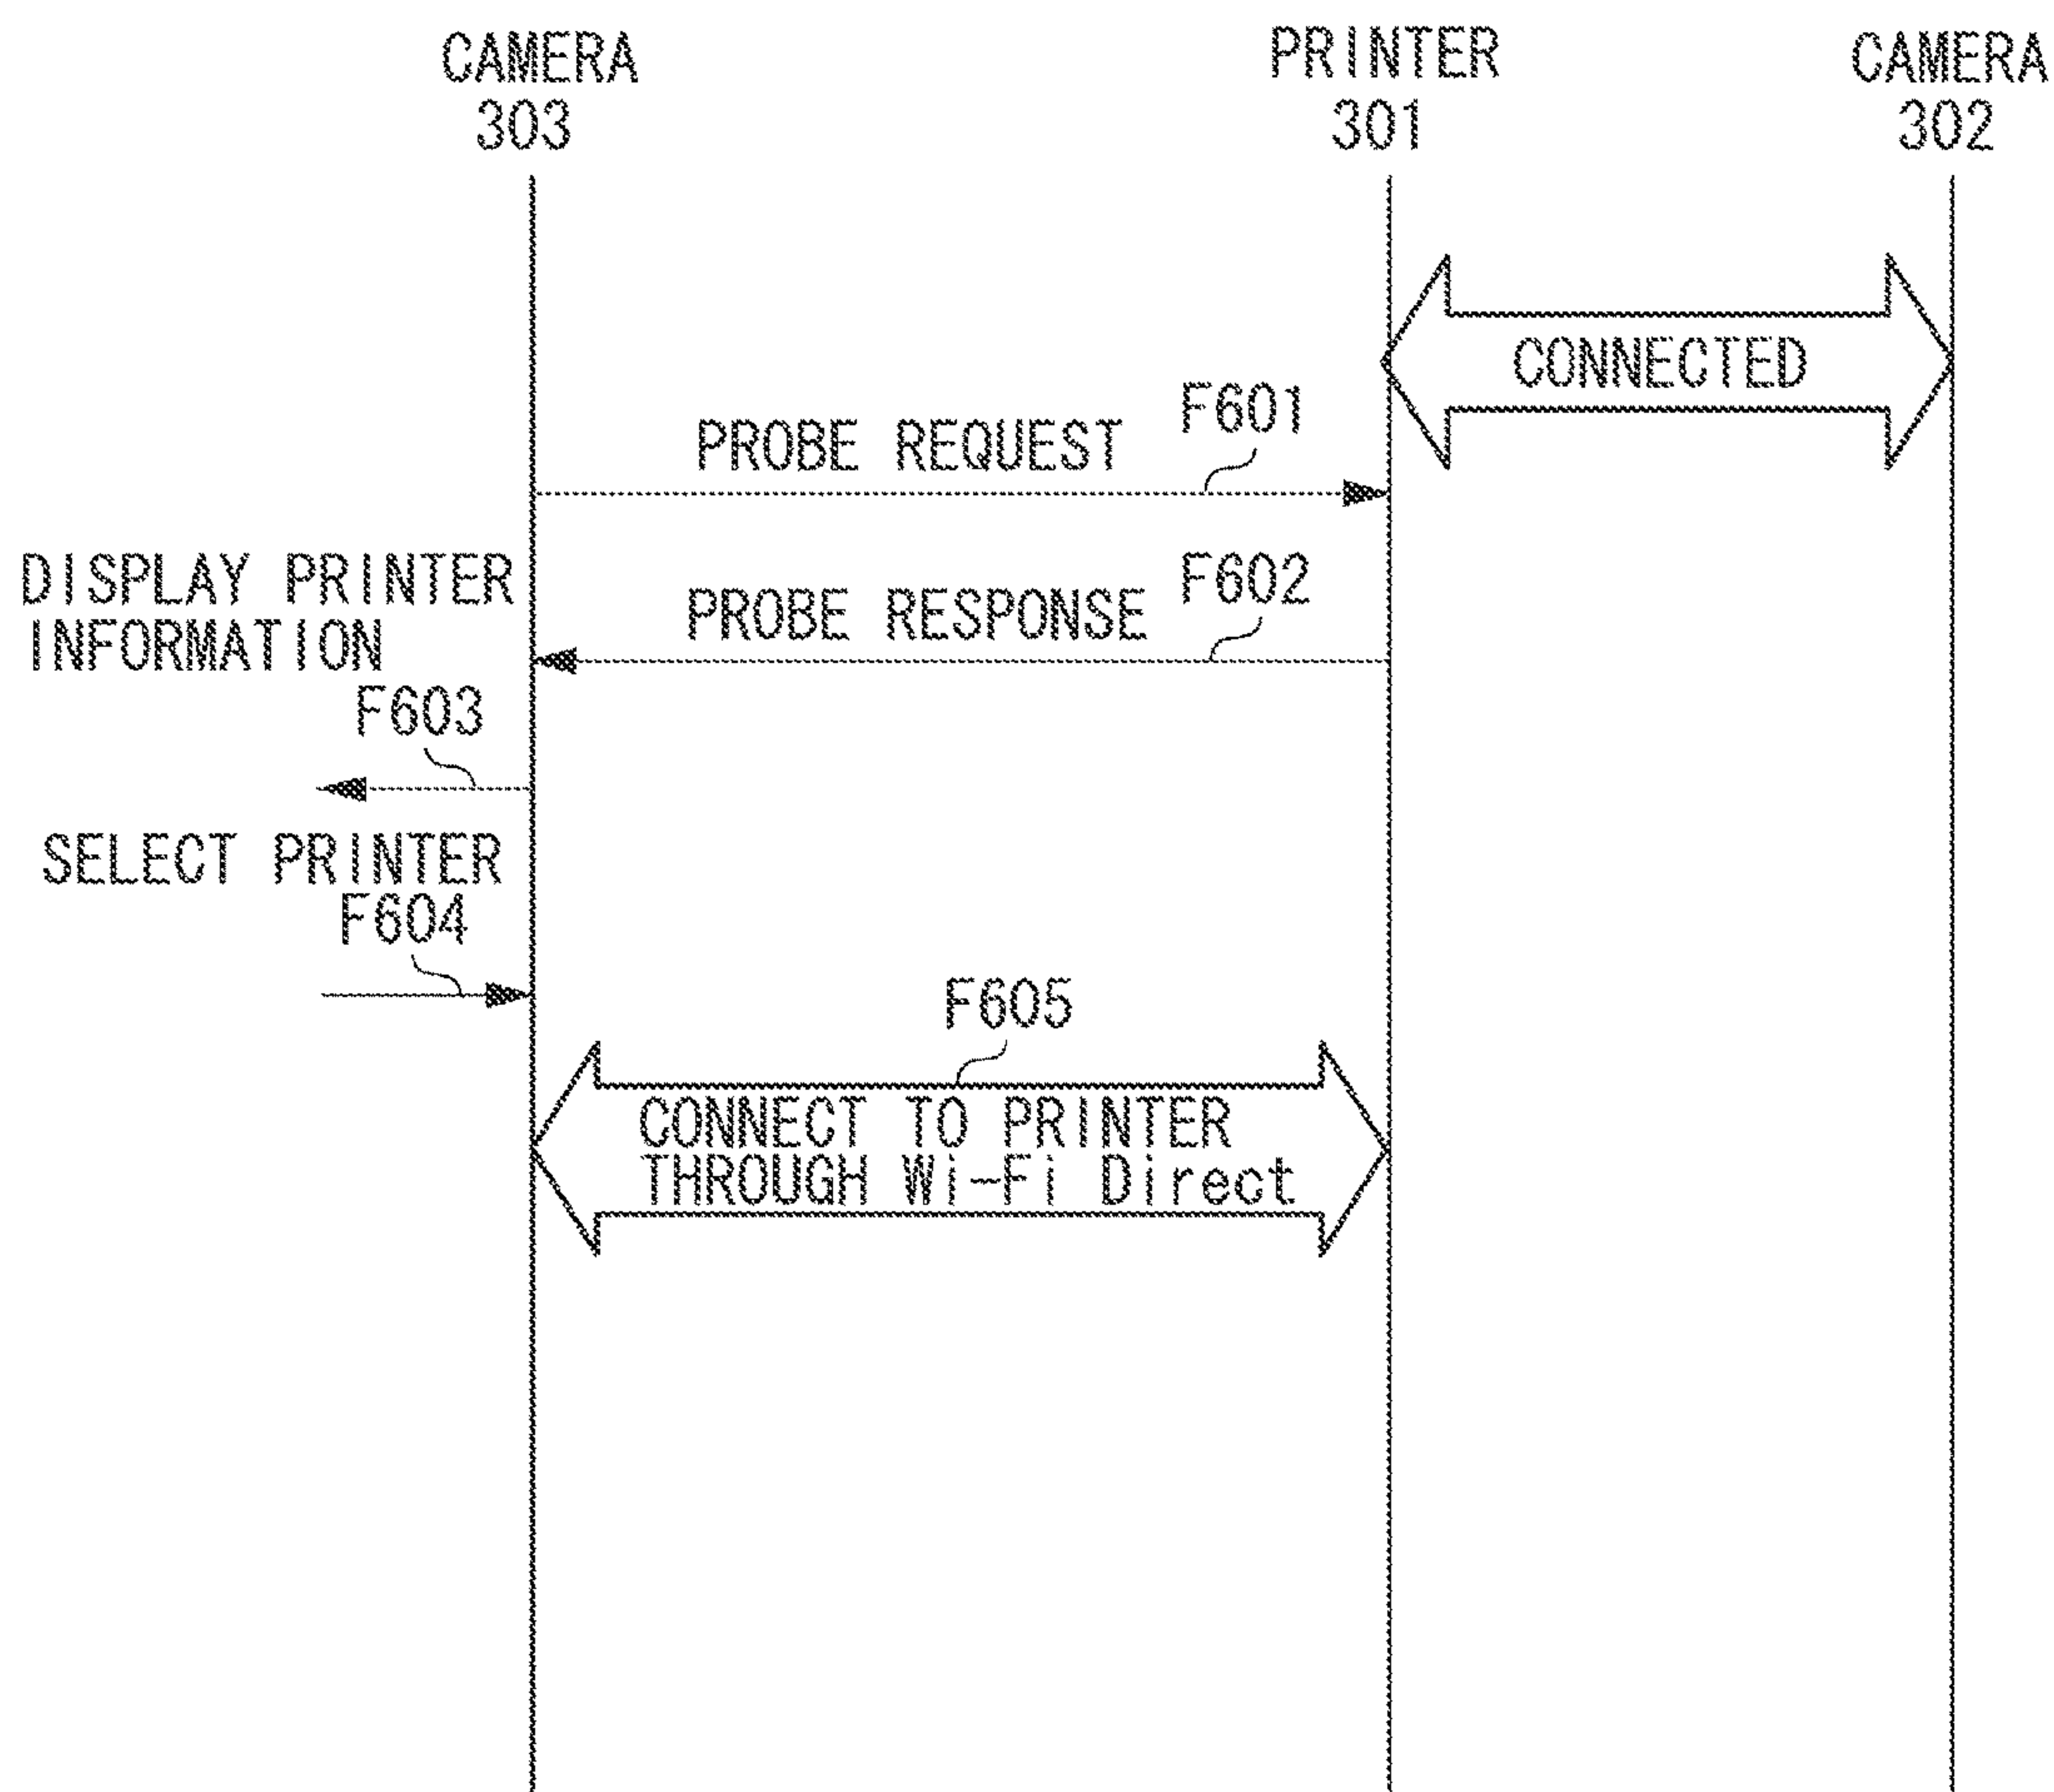 CAMERA
303
PRINTER
301
CAMERA
302
CONNECTED
PROBE REQUEST
F601
DISPLAY PRINTER
INFORMATION
PROBE RESPONSE
F602
F603
SELECT PRINTER
F604
F605
CONNECT TO PRINTER
THROUGH Wi-Fi Direct